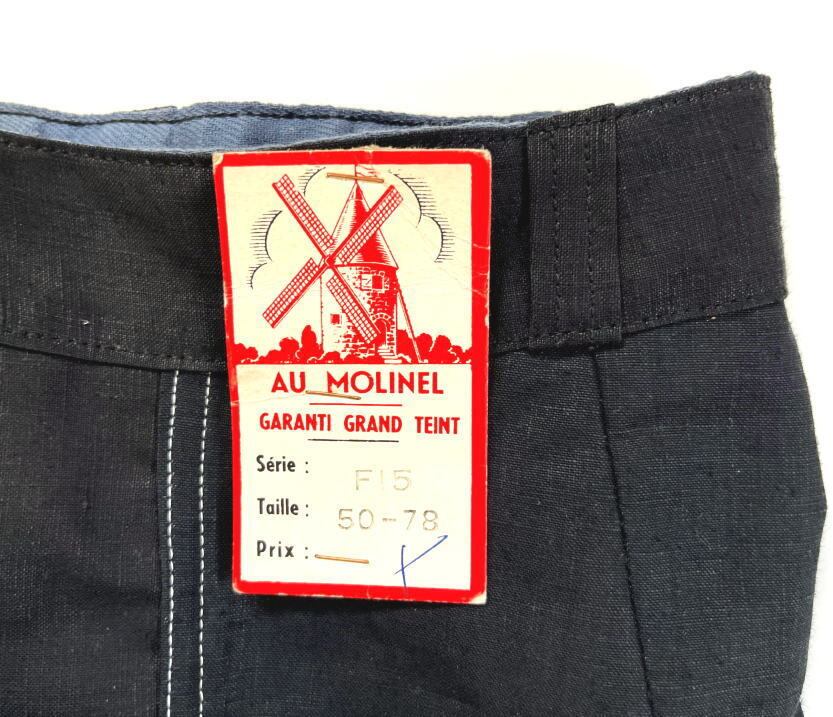 AU MOLINEL
GARANTI GRAND TEINT
Série : F15
Taille : 50-78
Prix :